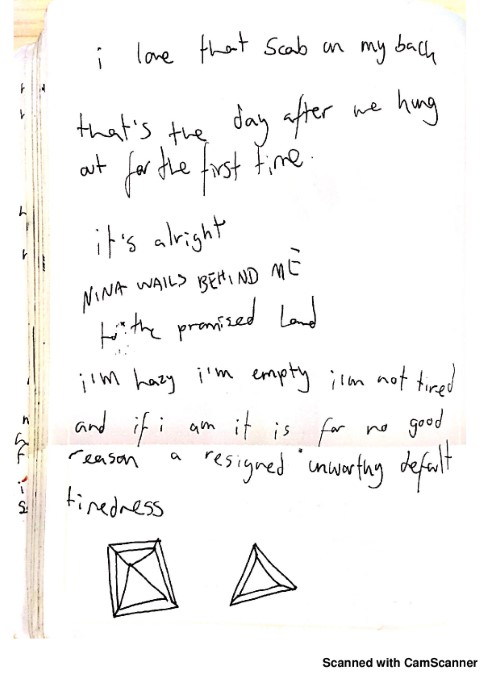 i love that scab on my back
that's the day after we hung
out for the first time.
it's alright
NINA WAILS BEHIND ME
to the promised land
i'm hazy i'm empty i'm not tired
and if i am it is for no good
reason a resigned unworthy defalt
tiredness
Scanned with CamScanner